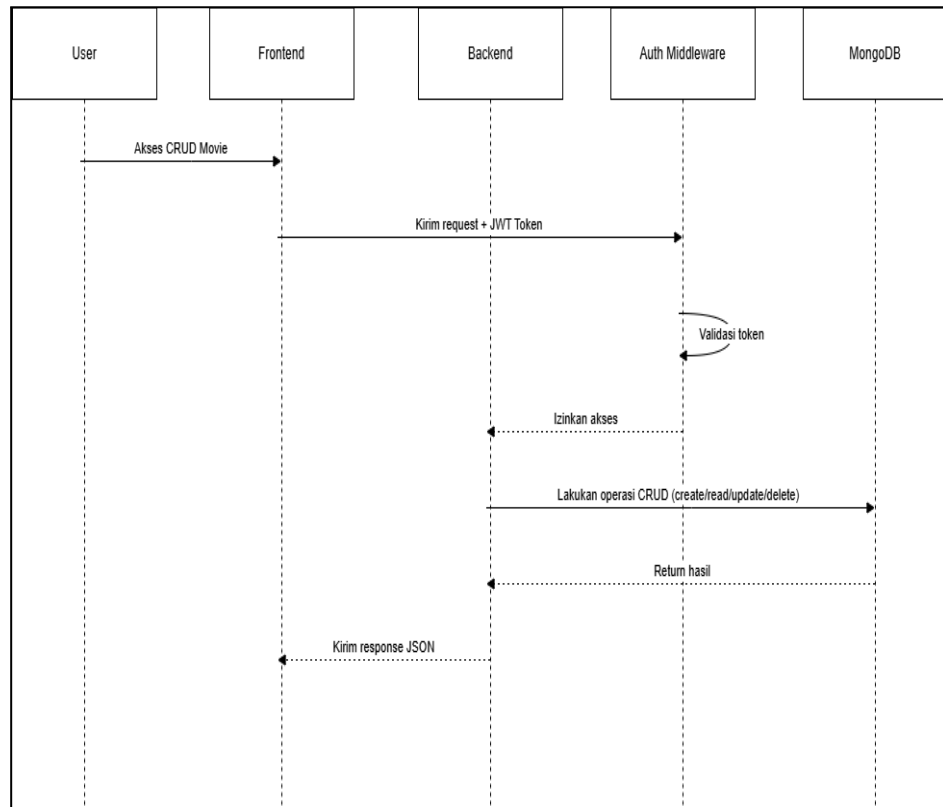 User
Frontend
Backend
Auth Middleware
MongoDB
Akses CRUD Movie
Kirim request + JWT Token
Validasi token
Izinkan akses
Lakukan operasi CRUD (create/read/update/delete)
Return hasil
Kirim response JSON